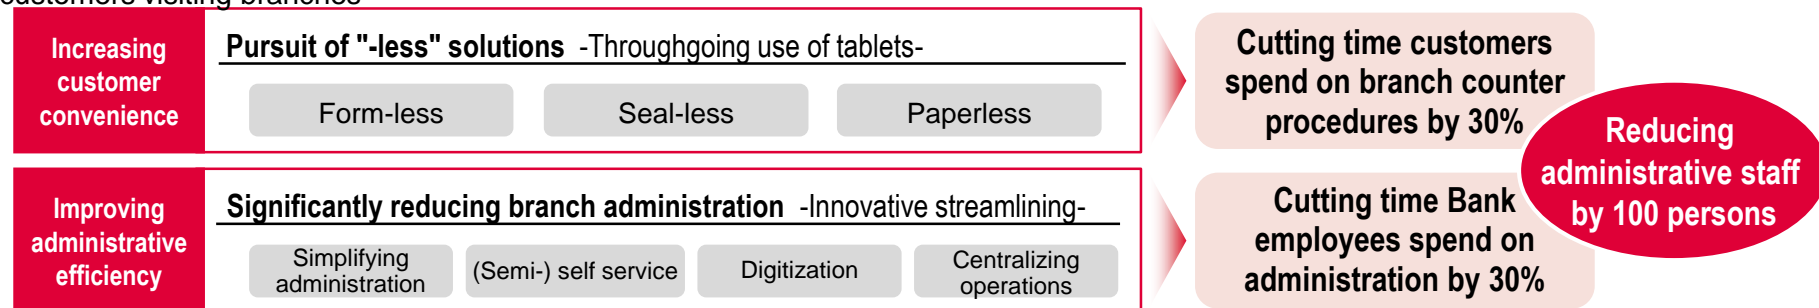 customers visiting branches
Increasing
customer
convenience
Pursuit of "-less" solutions -Throughgoing use of tablets-
Form-less
Seal-less
Paperless
Cutting time customers
spend on branch counter
procedures by 30%
Improving
administrative
efficiency
Significantly reducing branch administration -Innovative streamlining-
Simplifying
administration
(Semi-) self service
Digitization
Centralizing
operations
Cutting time Bank
employees spend on
administration by 30%
Reducing
administrative staff
by 100 persons